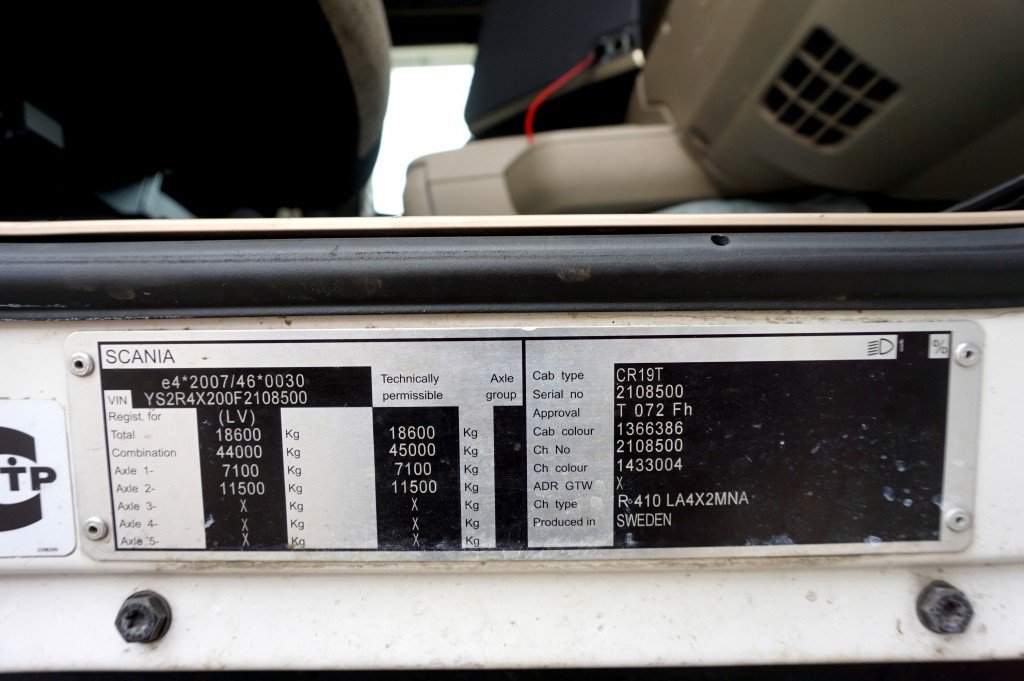 SCANIA
e4*2007/46*0030
VIN YS2R4X200F2108500
Technically permissible
Axle group
Regist. for (LV)
Total 18600 Kg 18600 Kg
Combination 44000 Kg 45000 Kg
Axle 1- 7100 Kg 7100 Kg
Axle 2- 11500 Kg 11500 Kg
Axle 3- X Kg X Kg
Axle 4- X Kg X Kg
Axle 5- X Kg X Kg
1 %
Cab type CR19T
Serial no 2108500
Approval T 072 Fh
Cab colour 1366386
Ch No 2108500
Ch colour 1433004
ADR GTW X
Ch type R 410 LA4X2MNA
Produced in SWEDEN
TP